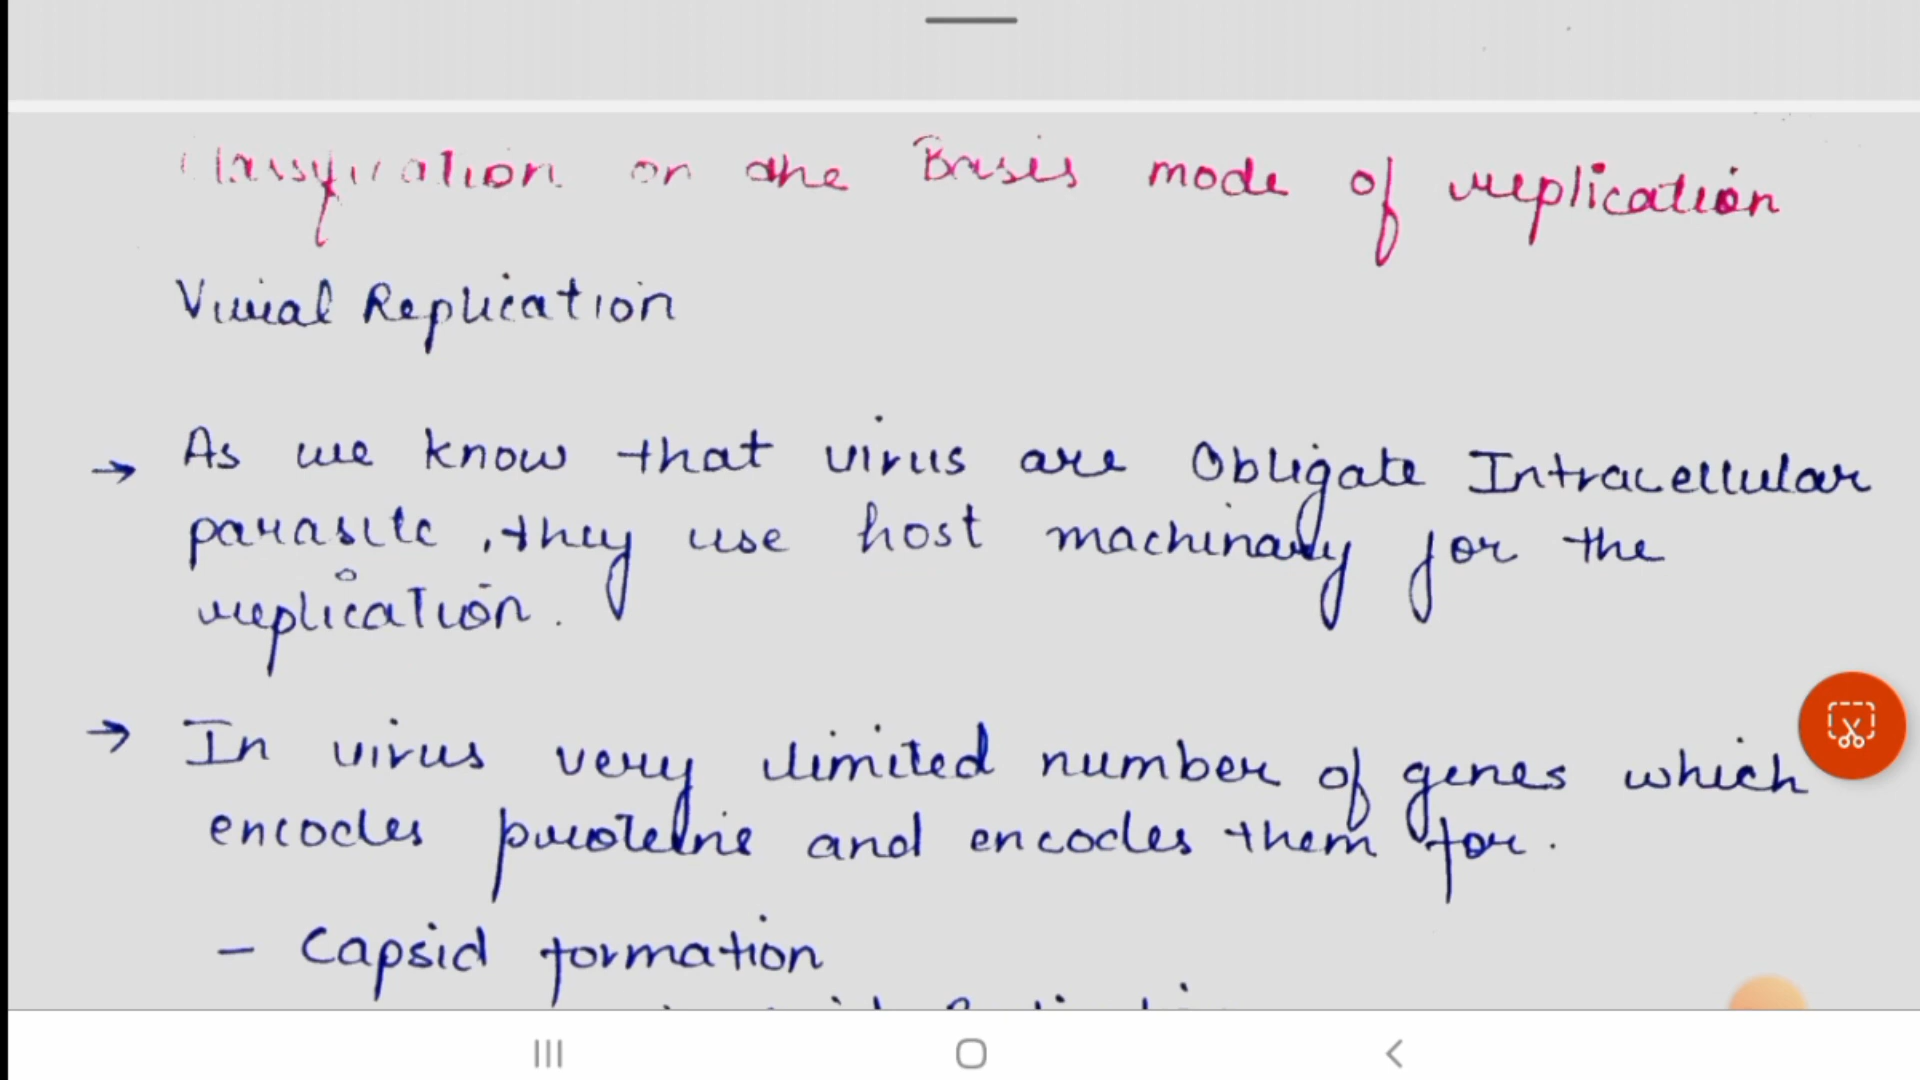 Classification on the Basis mode of replication
Viral Replication
→ As we know that virus are Obligate Intracellular
parasite, they use host machinary for the
replication.
→ In virus very limited number of genes which
encodes proteins and encodes them for.
- Capsid formation